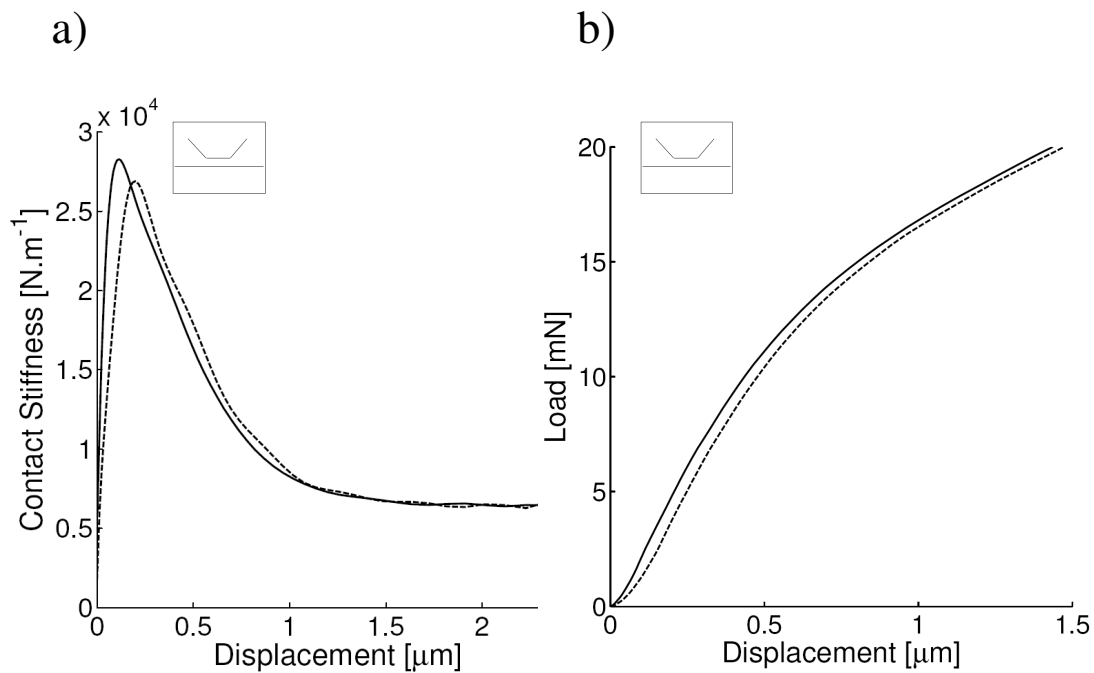 a)
b)
x 10^4
3
2.5
2
1.5
1
0.5
0
Contact Stiffness [N.m^-1]
0 0.5 1 1.5 2
Displacement [μm]
20
15
10
5
0
Load [mN]
0 0.5 1 1.5
Displacement [μm]